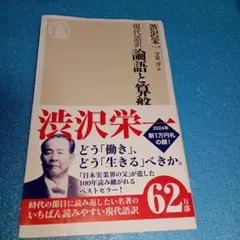 渋沢栄一
守屋 淳=訳
現代語訳
論語と算盤
渋沢栄一
2024年
新1万円札
の顔!
どう「働き」、
どう「生きる」べきか。
「日本実業界の父」が遺した
100年読み継がれる
ベストセラー!
時代の節目に読み返したい名著の
いちばん読みやすい現代語訳
62万部